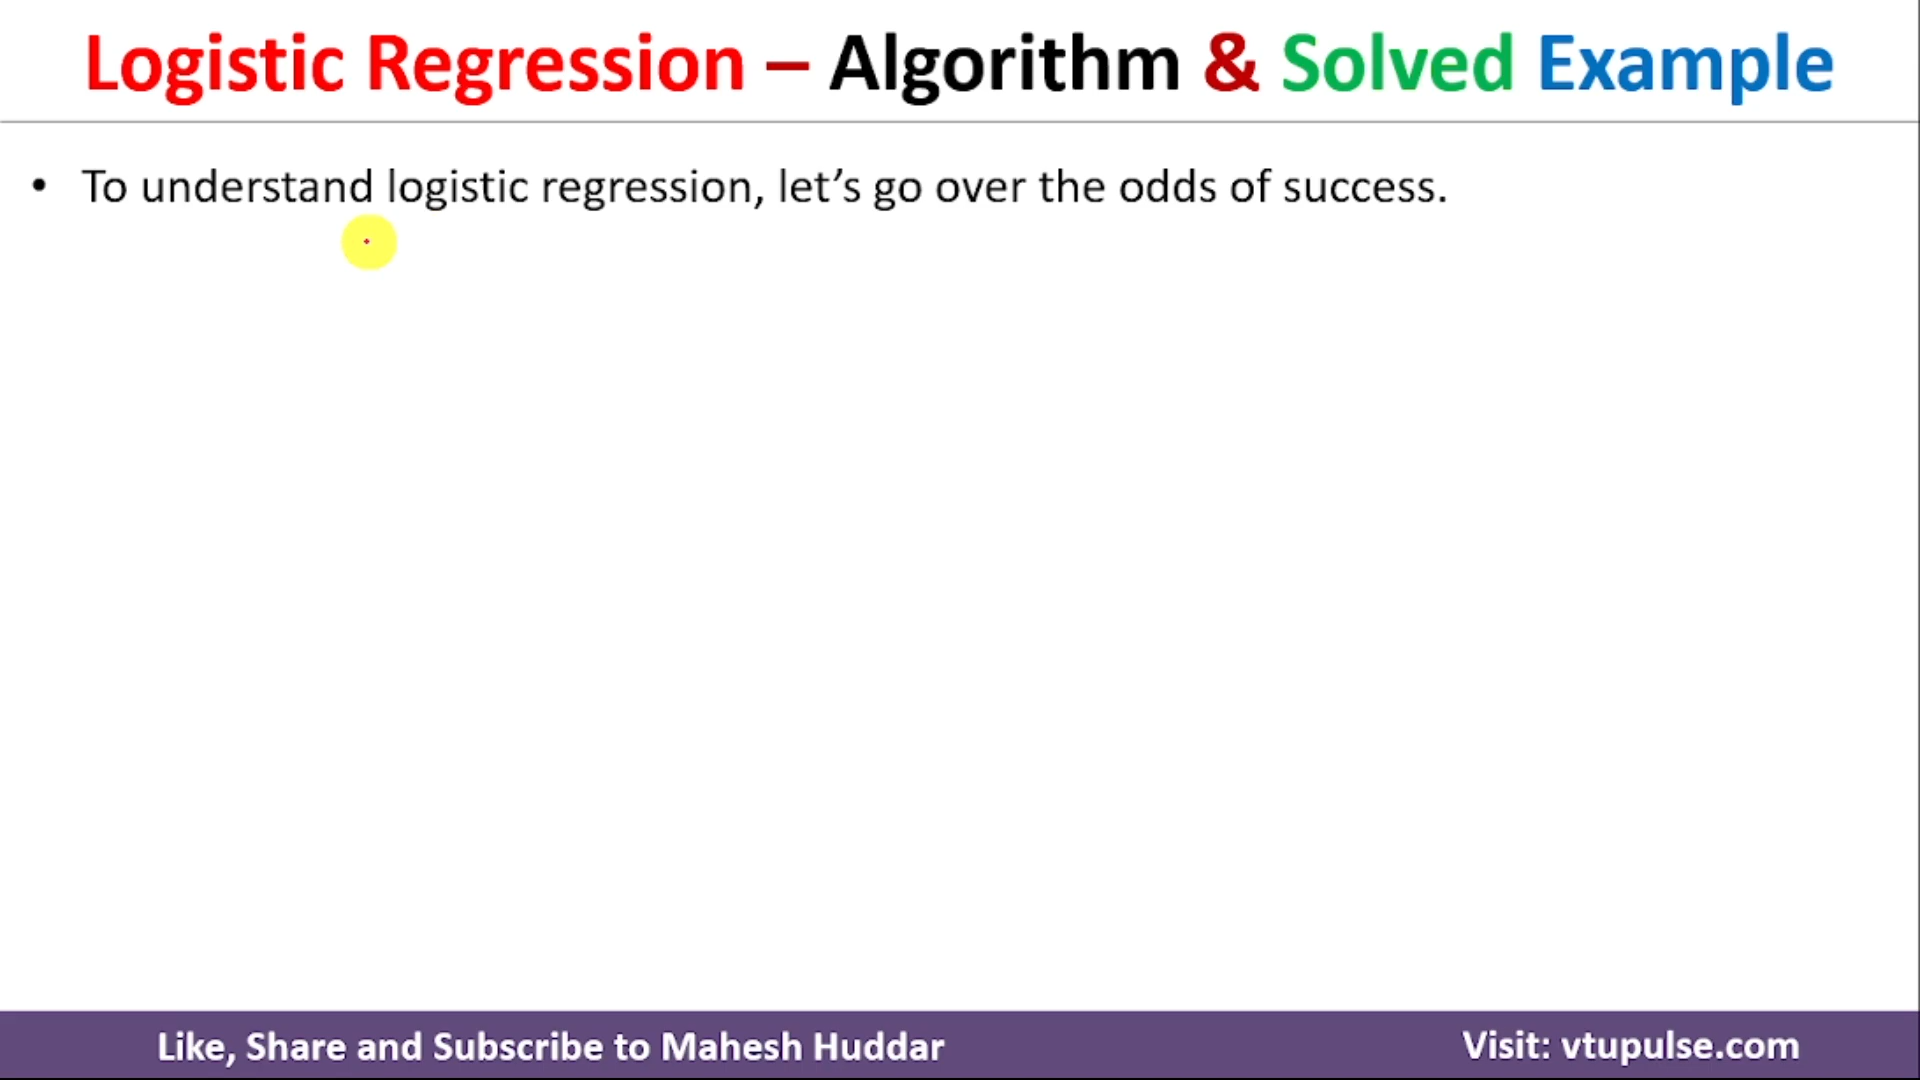 Logistic Regression – Algorithm & Solved Example
• To understand logistic regression, let’s go over the odds of success.
Like, Share and Subscribe to Mahesh Huddar
Visit: vtupulse.com